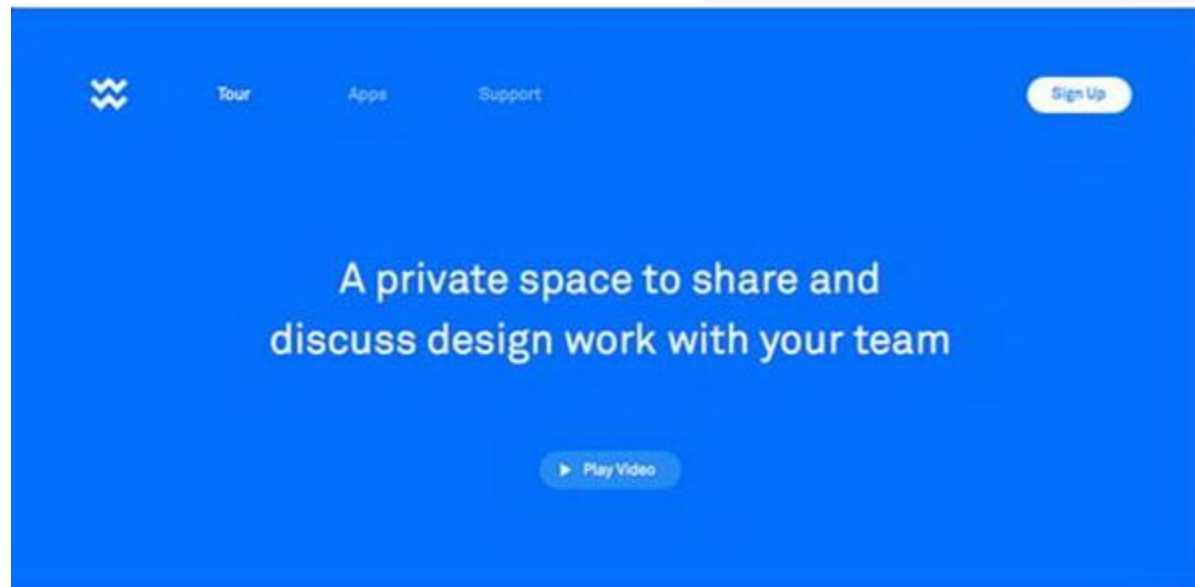 Tour Apps Support Sign Up
A private space to share and
discuss design work with your team
Play Video